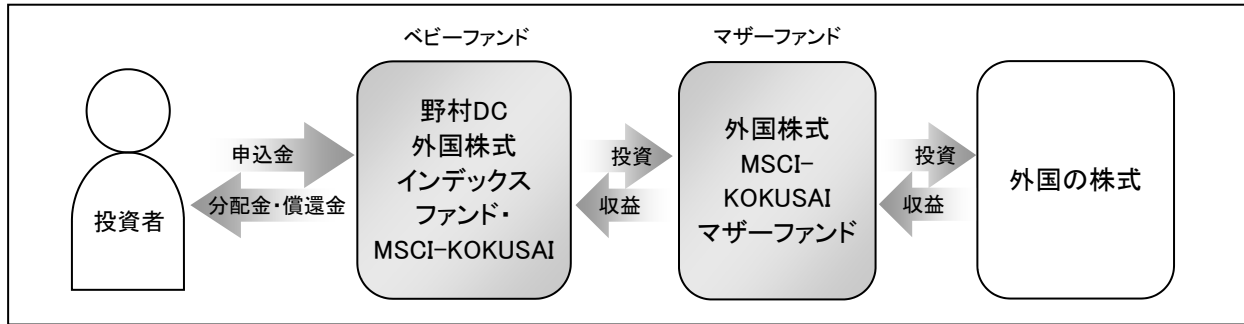 ベビーファンド
マザーファンド
投資者
申込金
分配金・償還金
野村DC
外国株式
インデックス
ファンド・
MSCI-KOKUSAI
投資
収益
外国株式
MSCI-
KOKUSAI
マザーファンド
投資
収益
外国の株式